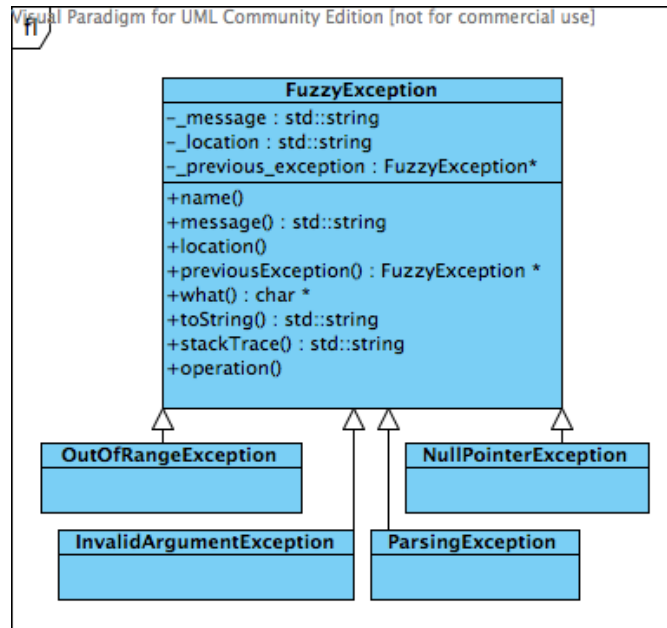 Visual Paradigm for UML Community Edition [not for commercial use]
fl
FuzzyException
-_message : std::string
-_location : std::string
-_previous_exception : FuzzyException*
+name()
+message() : std::string
+location()
+previousException() : FuzzyException *
+what() : char *
+toString() : std::string
+stackTrace() : std::string
+operation()
OutOfRangeException
NullPointerException
InvalidArgumentException
ParsingException